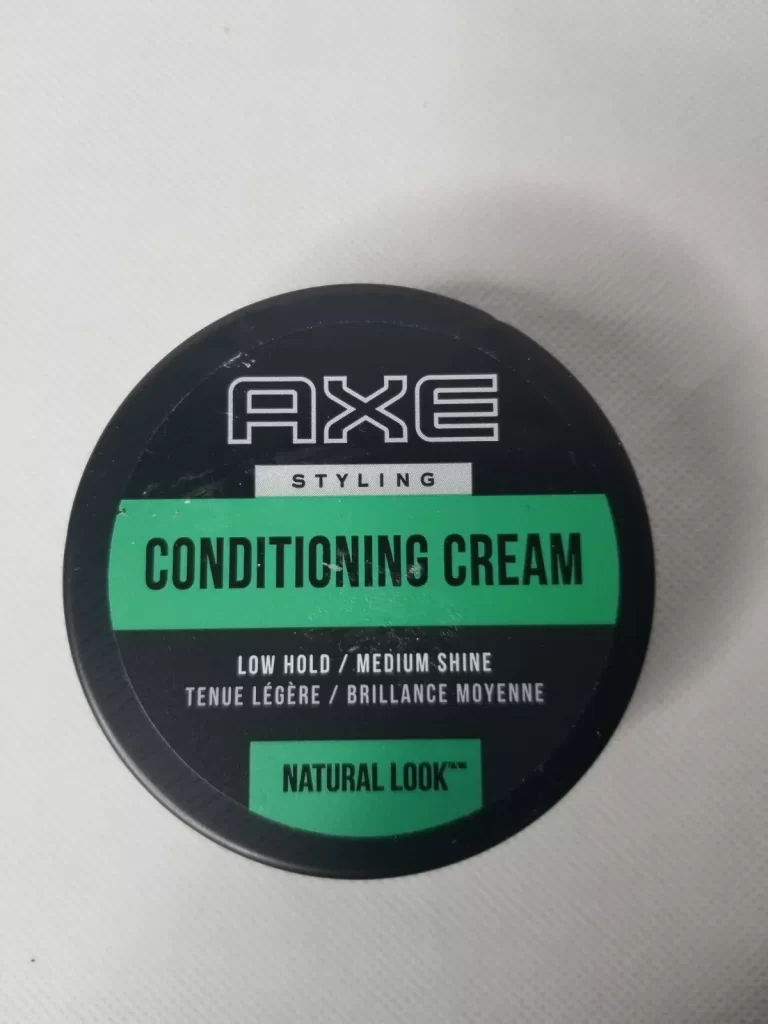 AXE
STYLING
CONDITIONING CREAM
LOW HOLD / MEDIUM SHINE
TENUE LÉGÈRE / BRILLANCE MOYENNE
NATURAL LOOK™